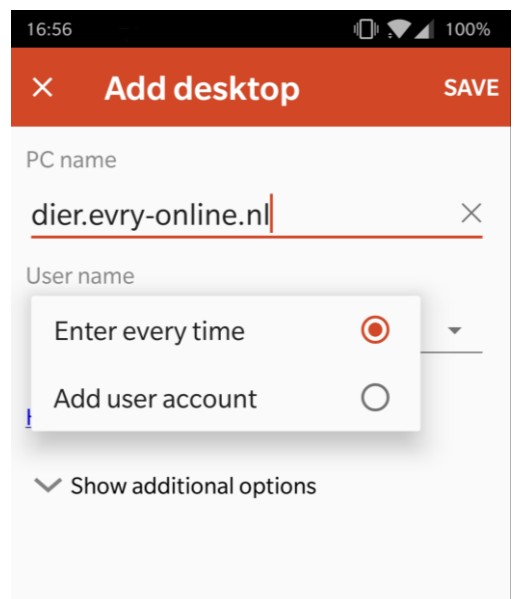 16:56 100%
Add desktop SAVE
PC name
dier.evry-online.nl
User name
Enter every time
Add user account
Show additional options